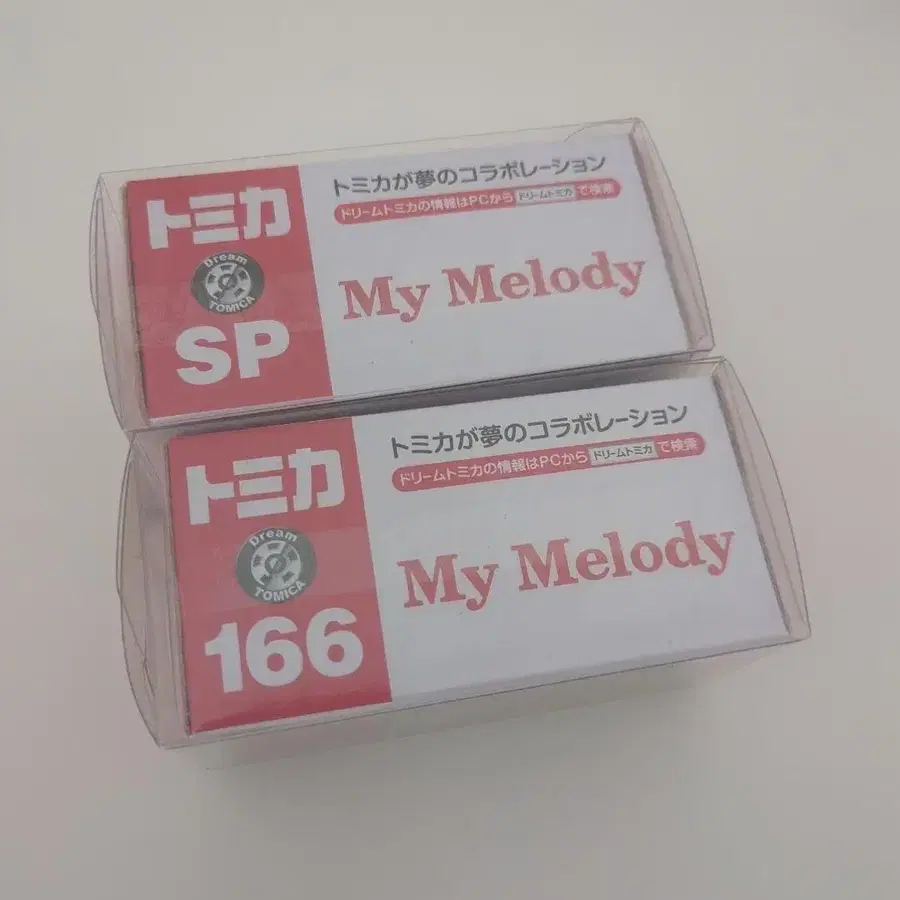 トミカ
Dream
TOMICA
SP
トミカが夢のコラボレーション
ドリームトミカの情報はPCから ドリームトミカ で検索
My Melody
トミカ
Dream
TOMICA
166
トミカが夢のコラボレーション
ドリームトミカの情報はPCから ドリームトミカ で検索
My Melody